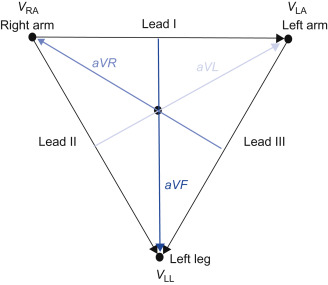 V_RA
Right arm
Lead I
V_LA
Left arm
aVR
aVL
Lead II
Lead III
aVF
Left leg
V_LL